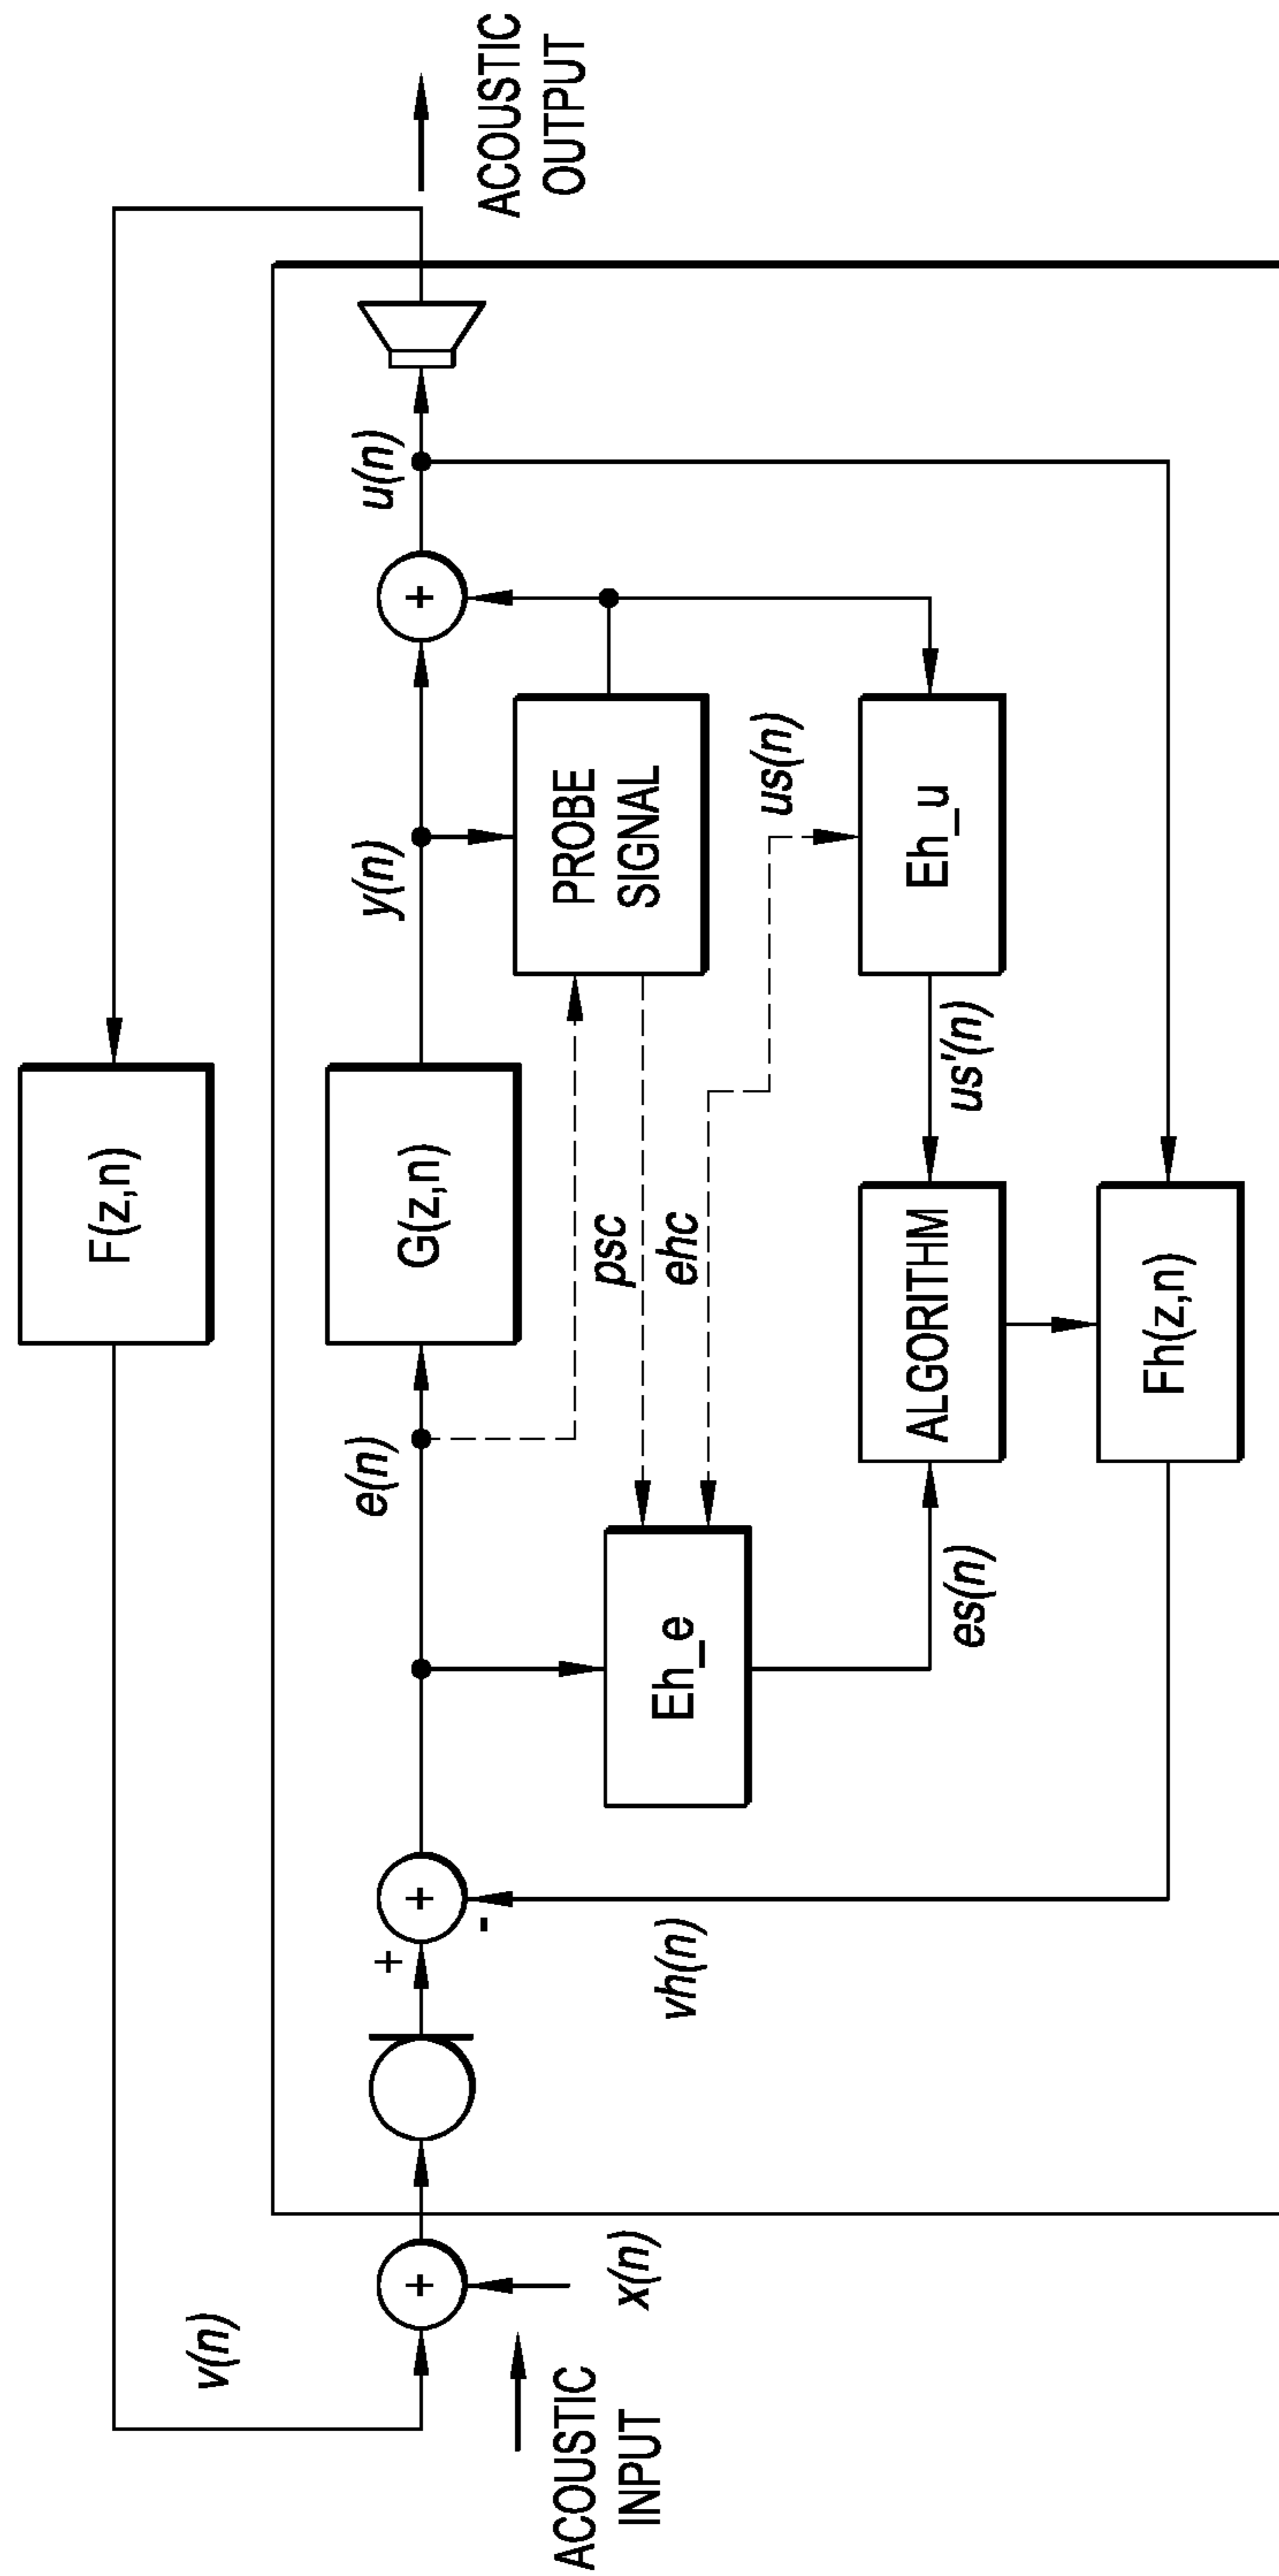 F(z,n)
v(n)
e(n)
G(z,n)
y(n)
u(n)
+
+
+
+
-
ACOUSTIC
INPUT
x(n)
ACOUSTIC
OUTPUT
PROBE
SIGNAL
psc
ehc
us(n)
Eh_e
Eh_u
vh(n)
es(n)
ALGORITHM
us'(n)
Fh(z,n)